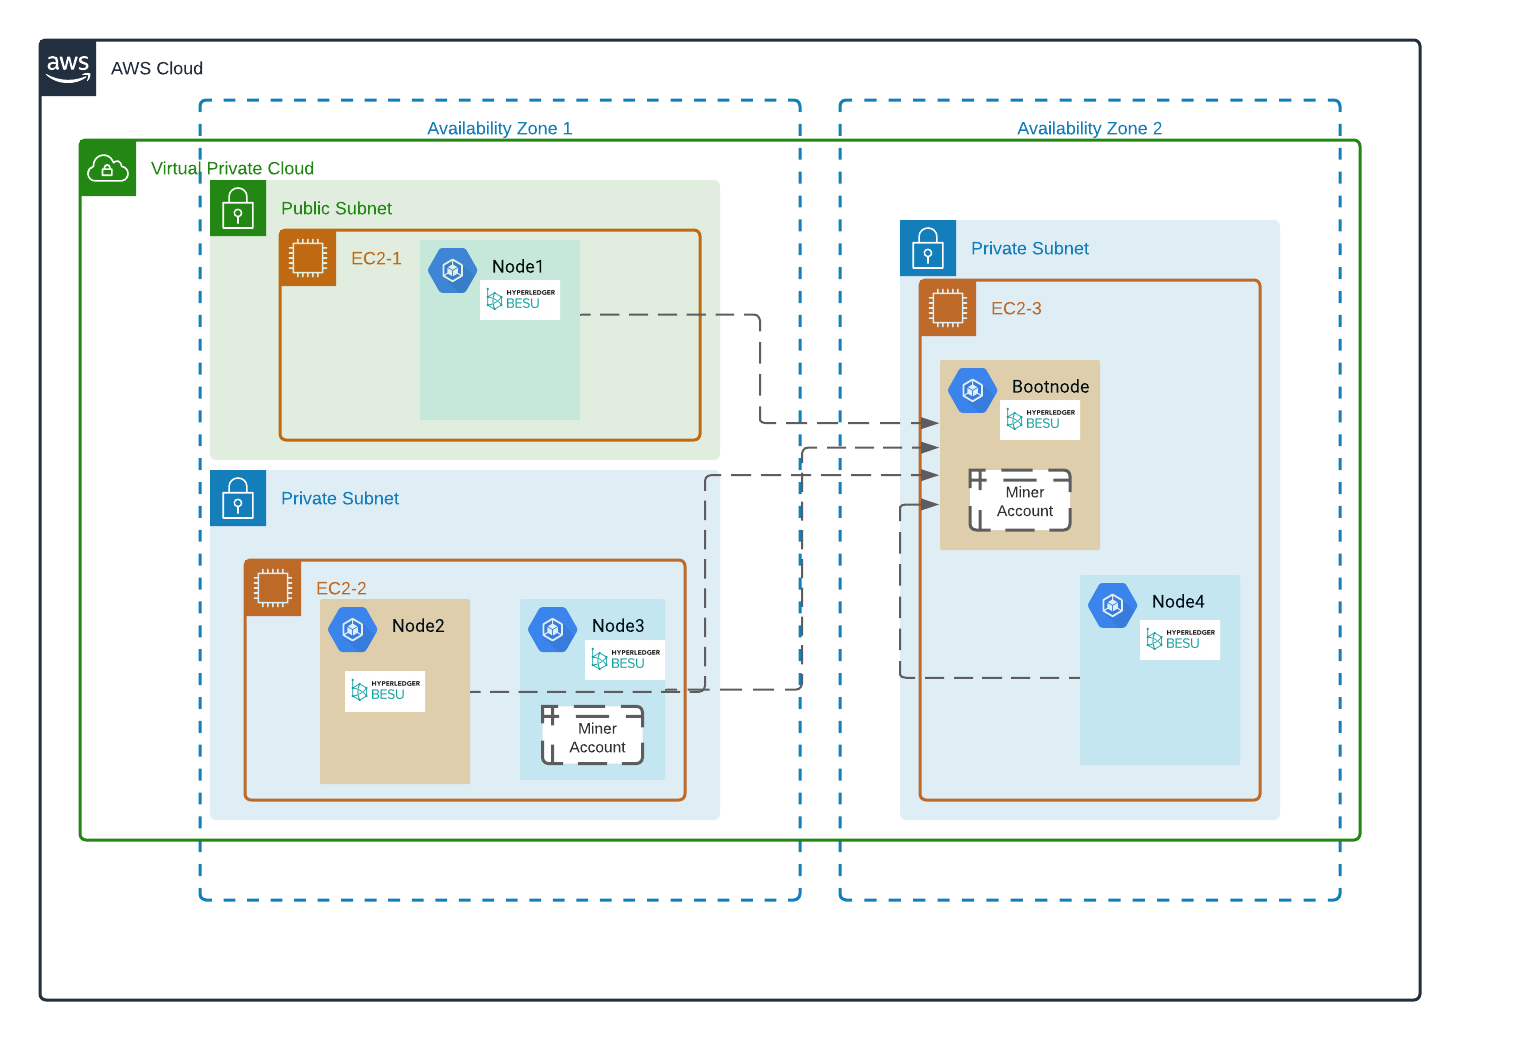 aws
AWS Cloud
Availability Zone 1
Availability Zone 2
Virtual Private Cloud
Public Subnet
EC2-1
Node1
HYPERLEDGER
BESU
Private Subnet
EC2-3
Bootnode
HYPERLEDGER
BESU
Miner
Account
Node4
HYPERLEDGER
BESU
Private Subnet
EC2-2
Node2
HYPERLEDGER
BESU
Node3
HYPERLEDGER
BESU
Miner
Account